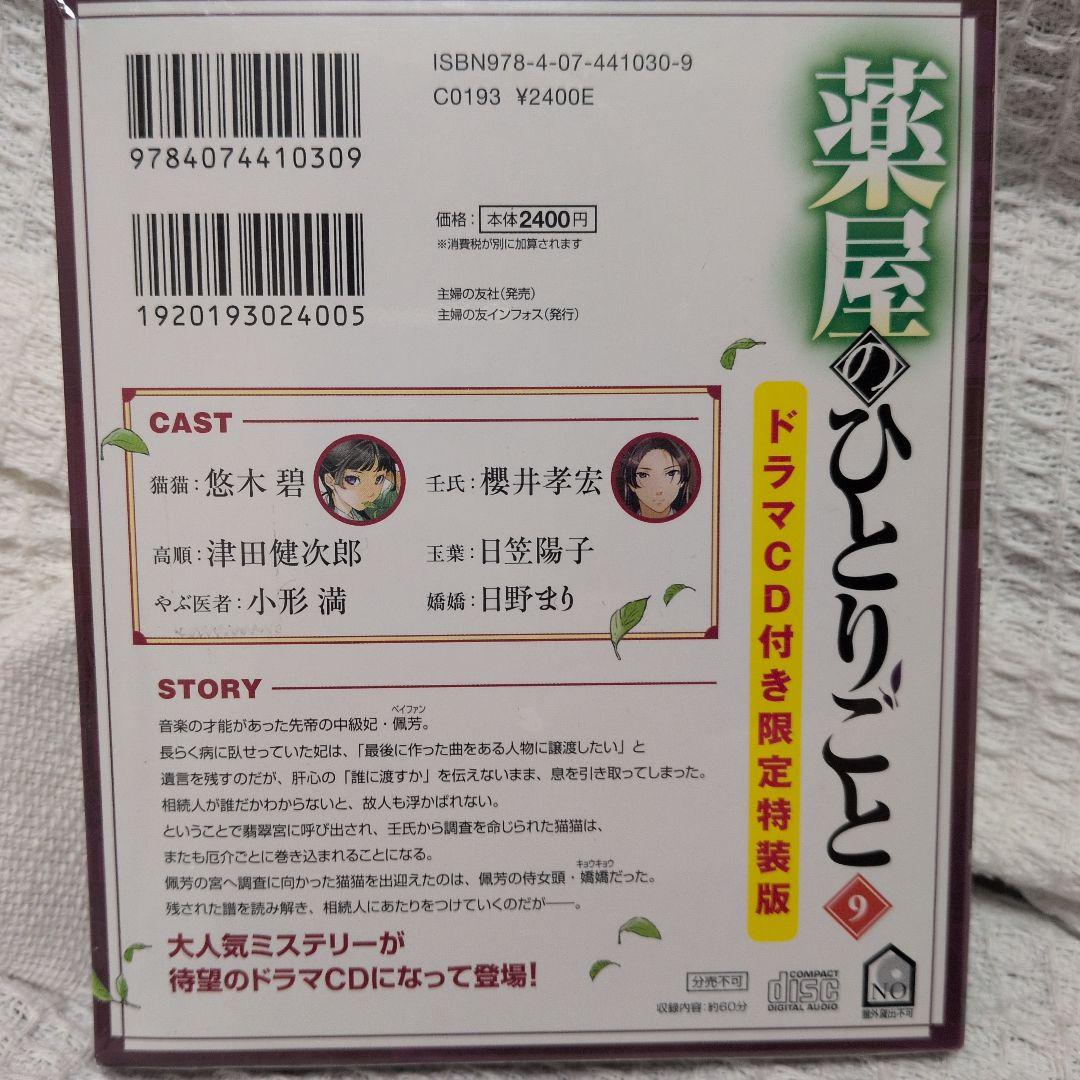 ISBN978-4-07-441030-9
C0193 ¥2400E
9784074410309
1920193024005
価格：本体2400円
※消費税が別に加算されます
主婦の友社（発売）
主婦の友インフォス（発行）
薬屋のひとりごと 9
ドラマCD付き限定特装版
CAST
猫猫：悠木 碧
壬氏：櫻井孝宏
高順：津田健次郎
玉葉：日笠陽子
やぶ医者：小形 満
嬌嬌：日野まり
STORY
ペイファン
音楽の才能があった先帝の中級妃・佩芳。
長らく病に臥せっていた妃は、「最後に作った曲をある人物に譲渡したい」と
遺言を残すのだが、肝心の「誰に渡すか」を伝えないまま、息を引き取ってしまった。
相続人が誰だかわからないと、故人も浮かばれない。
ということで翡翠宮に呼び出され、壬氏から調査を命じられた猫猫は、
またも厄介ごとに巻き込まれることになる。
キョウキョウ
佩芳の宮へ調査に向かった猫猫を出迎えたのは、佩芳の侍女頭・嬌嬌だった。
残された譜を読み解き、相続人にあたりをつけていくのだが――。
大人気ミステリーが
待望のドラマCDになって登場！
分売不可
収録内容：約60分
COMPACT
disc
DIGITAL AUDIO
NO
館外貸出不可